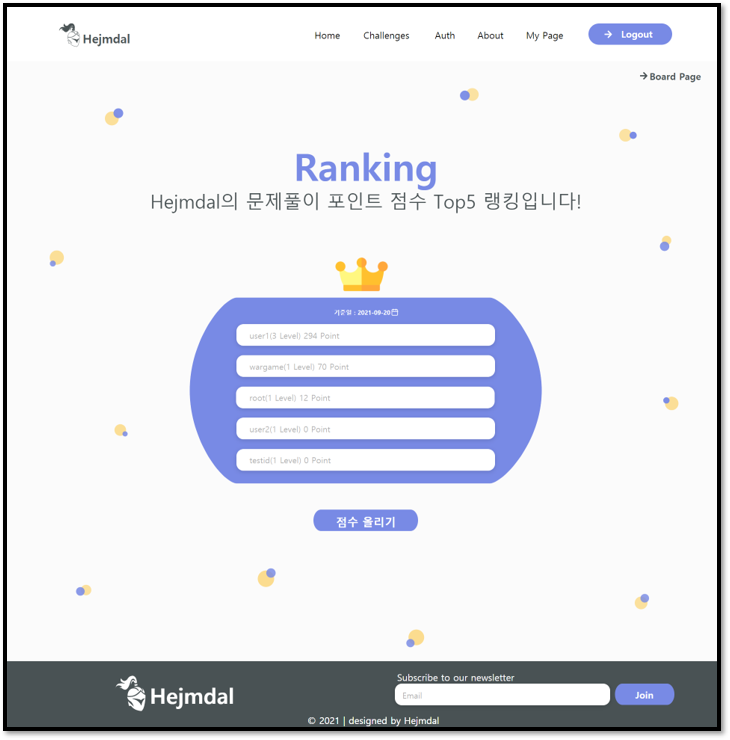 Hejmdal
Home Challenges Auth About My Page Logout
Board Page
Ranking
Hejmdal의 문제풀이 포인트 점수 Top5 랭킹입니다!
기준일 : 2021-09-20
user1(3 Level) 294 Point
wargame(1 Level) 70 Point
root(1 Level) 12 Point
user2(1 Level) 0 Point
testid(1 Level) 0 Point
점수 올리기
Hejmdal
Subscribe to our newsletter
Email Join
© 2021 | designed by Hejmdal